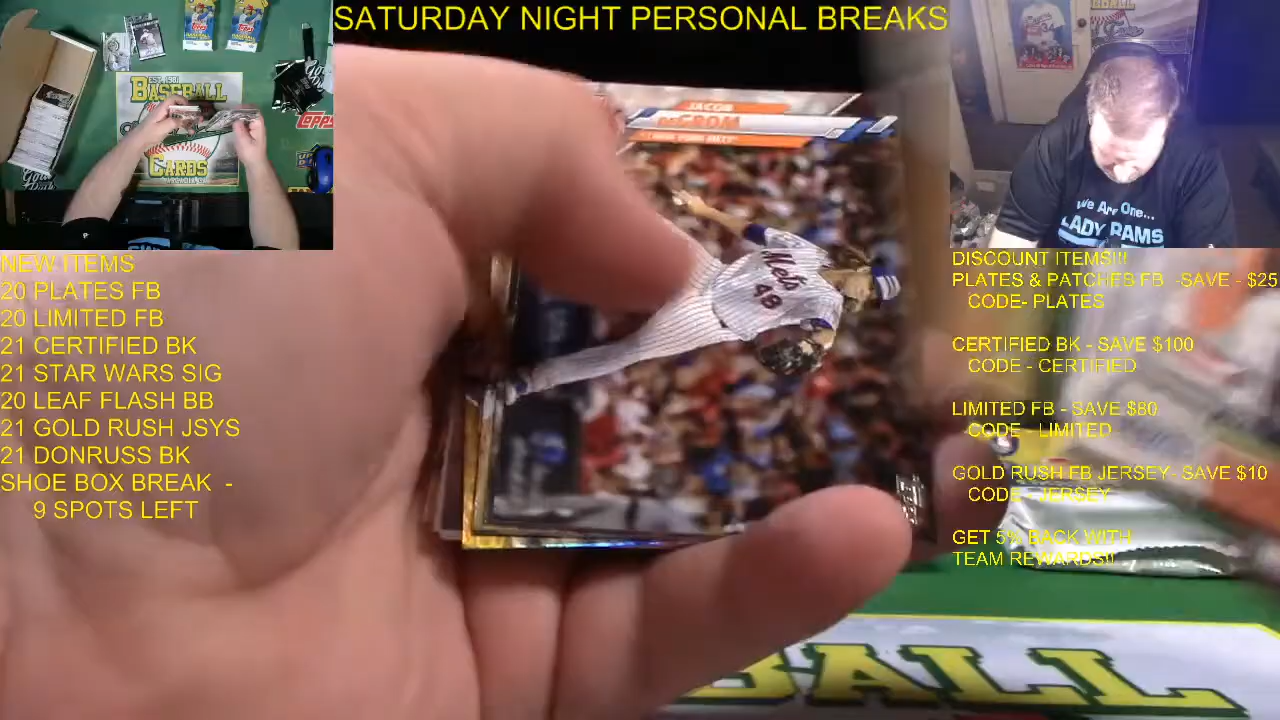 SATURDAY NIGHT PERSONAL BREAKS
EST. 1981
BASEBALL
CARDS
TOPPS
We Are One...
LADY RAMS
JACOB
deGROM
Mets
48
NEW ITEMS
20 PLATES FB
20 LIMITED FB
21 CERTIFIED BK
21 STAR WARS SIG
20 LEAF FLASH BB
21 GOLD RUSH JSYS
21 DONRUSS BK
SHOE BOX BREAK -
9 SPOTS LEFT
DISCOUNT ITEMS!!!
PLATES & PATCHES FB -SAVE - $25
CODE- PLATES
CERTIFIED BK - SAVE $100
CODE - CERTIFIED
LIMITED FB - SAVE $80
CODE - LIMITED
GOLD RUSH FB JERSEY- SAVE $10
CODE - JERSEY
GET 5% BACK WITH
TEAM REWARDS!!
BALL